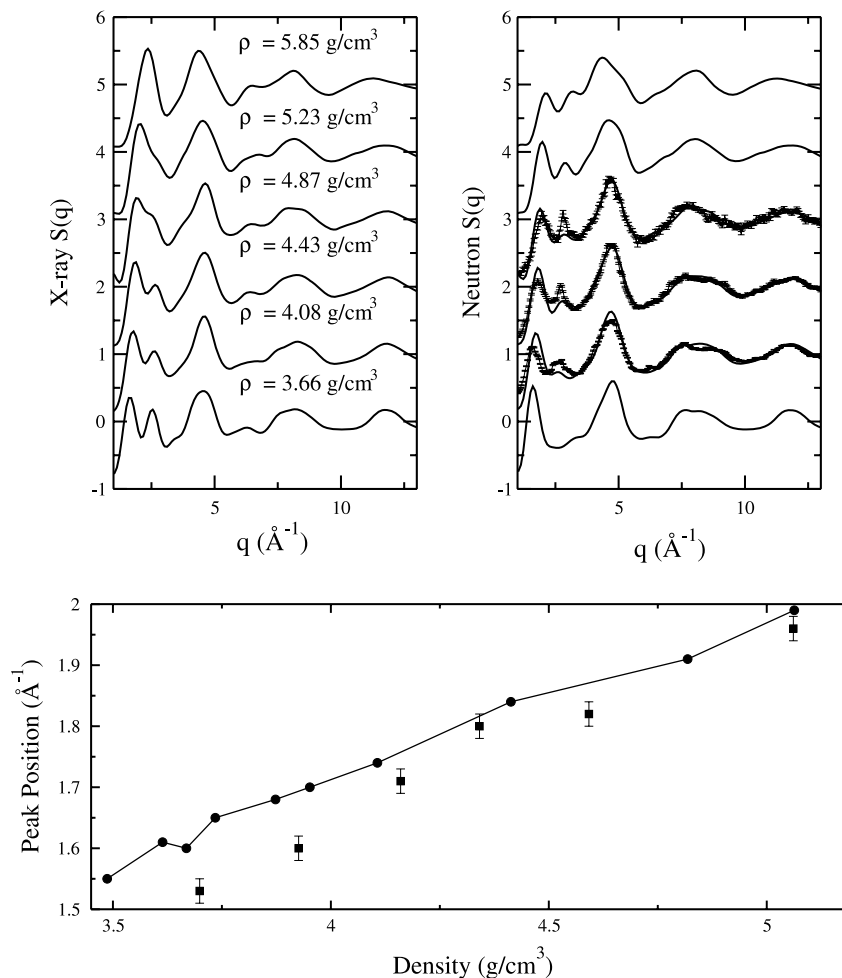 6
5
4
3
2
1
0
-1
X-ray S(q)
ρ = 5.85 g/cm³
ρ = 5.23 g/cm³
ρ = 4.87 g/cm³
ρ = 4.43 g/cm³
ρ = 4.08 g/cm³
ρ = 3.66 g/cm³
5 10
q (Å⁻¹)
6
5
4
3
2
1
0
-1
Neutron S(q)
5 10
q (Å⁻¹)
2
1.9
1.8
1.7
1.6
1.5
Peak Position (Å⁻¹)
3.5 4 4.5 5
Density (g/cm³)